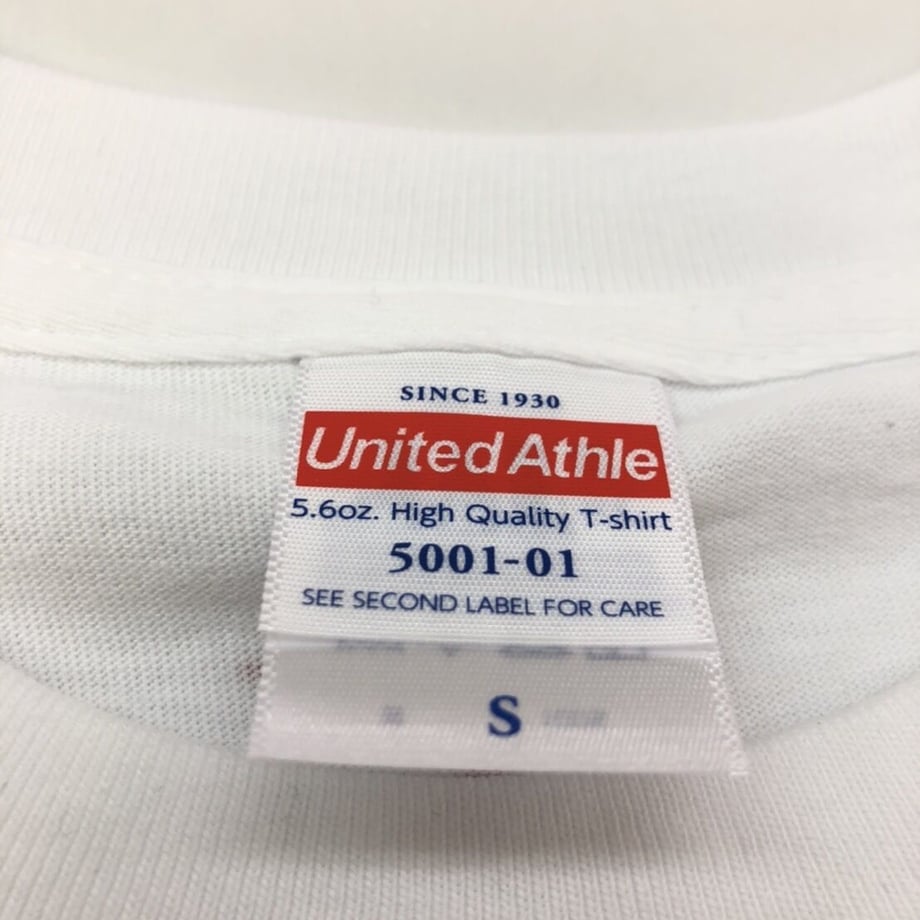 SINCE 1930
United Athle
5.6oz. High Quality T-shirt
5001-01
SEE SECOND LABEL FOR CARE
S